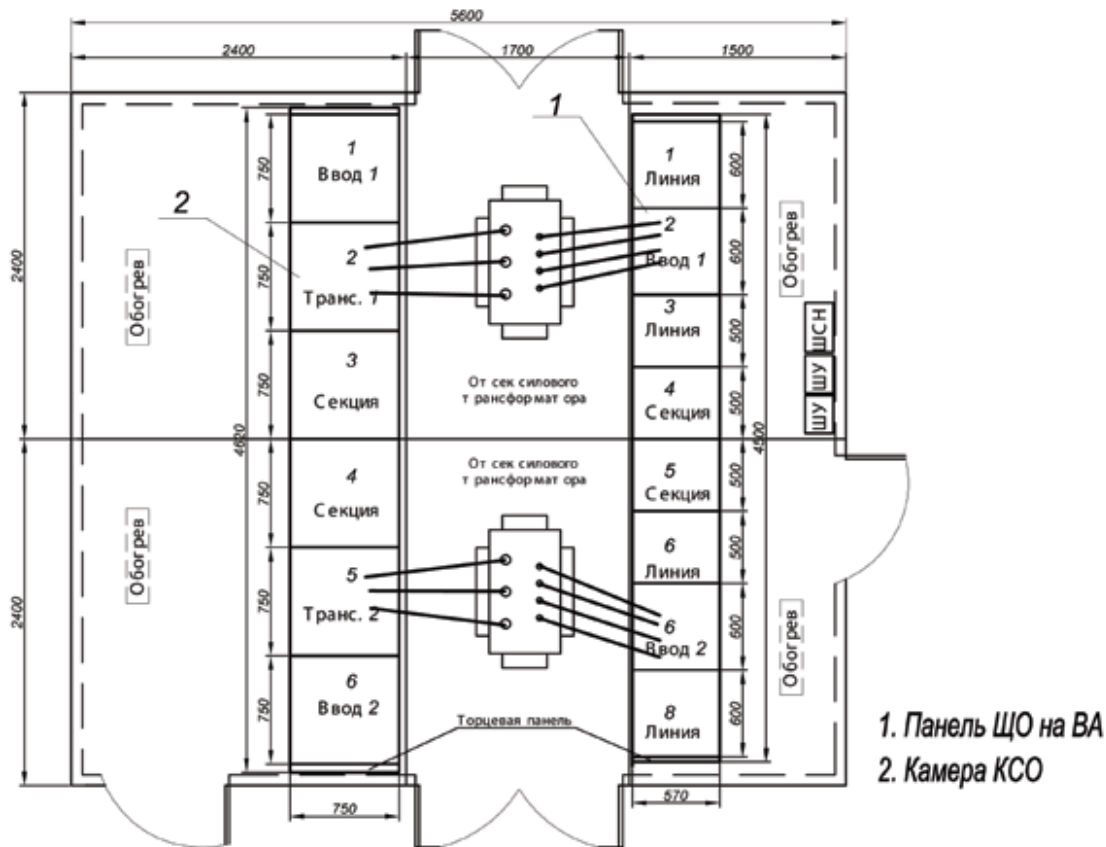 5600
2400
1700
1500
1
2
1
Ввод 1
2
Транс. 1
3
Секция
4
Секция
5
Транс. 2
6
Ввод 2
750
750
750
750
750
750
4620
2400
2400
Обогрев
Обогрев
От сек силового
т рансформат ора
От сек силового
т рансформат ора
Торцевая панель
1
Линия
2
Ввод 1
3
Линия
4
Секция
5
Секция
6
Линия
6
Ввод 2
8
Линия
600
600
500
500
500
500
600
600
4500
Обогрев
ШСН
ШУ
ШУ
Обогрев
750
570
1. Панель ЩО на ВА
2. Камера КСО